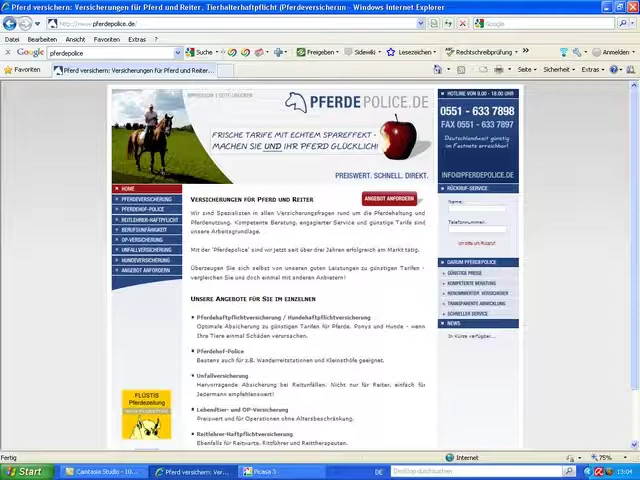 Pferd versichern: Versicherungen für Pferd und Reiter, Tierhalterhaftpflicht (Pferdeversicherun - Windows Internet Explorer
http://www.pferdepolice.de/
Google
Datei Bearbeiten Ansicht Favoriten Extras ?
Google pferdepolice Suche Freigeben Sidewiki Lesezeichen Rechtschreibprüfung Anmelden
Favoriten Pferd versichern: Versicherungen für Pferd und Reiter...
Seite Sicherheit Extras
PFERDEPOLICE.DE
FRISCHE TARIFE MIT ECHTEM SPAREFFEKT -
MACHEN SIE UND IHR PFERD GLÜCKLICH!
PREISWERT. SCHNELL. DIREKT.
HOTLINE VON 9.00 - 18.00 UHR
0551 - 633 7898
FAX 0551 - 633 7897
Deutschlandweit günstig
im Festnetz erreichbar!
INFO@PFERDEPOLICE.DE
HOME
PFERDEVERSICHERUNG
PFERDEHOF-POLICE
REITLEHRER-HAFTPFLICHT
BERUFSUNFÄHIGKEIT
OP-VERSICHERUNG
UNFALLVERSICHERUNG
HUNDEVERSICHERUNG
ANGEBOT ANFORDERN
FLÜSTIS
Pferdezeitung
VERSICHERUNGEN FÜR PFERD UND REITER
ANGEBOT ANFORDERN
Wir sind Spezialisten in allen Versicherungsfragen rund um die Pferdehaltung und
Pferdenutzung. Kompetente Beratung, engagierter Service und günstige Tarife sind
unsere Arbeitsgrundlage.
Mit der "Pferdepolice" sind wir jetzt seit über drei Jahren erfolgreich am Markt tätig.
Überzeugen Sie sich selbst von unseren guten Leistungen zu günstigen Tarifen -
vergleichen Sie uns doch einmal mit anderen Anbietern!
UNSERE ANGEBOTE FÜR SIE IM EINZELNEN
Pferdehaftpflichtversicherung / Hundehaftpflichtversicherung
Optimale Absicherung zu günstigen Tarifen für Pferde, Ponys und Hunde - wenn
Ihre Tiere einmal Schäden verursachen.
Pferdehof-Police
Bestens auch für z.B. Wanderreitstationen und Kleinsthöfe geeignet.
Unfallversicherung
Hervorragende Absicherung bei Reitunfällen. Nicht nur für Reiter, einfach für
Jedermann empfehlenswert!
Lebendtier- und OP-Versicherung
Preiswert und für Operationen ohne Altersbeschränkung.
Reitlehrer-Haftpflichtversicherung
Ebenfalls für Reitwarte, Rittführer und Reittherapeuten.
RÜCKRUF-SERVICE
Name:
Telefonnummer:
Ich bitte um Rückruf!
DARUM PFERDEPOLICE
GÜNSTIGE PREISE
KOMPETENTE BERATUNG
RENOMMIERTER VERSICHERER
TRANSPARENTE ABWICKLUNG
SCHNELLER SERVICE
NEWS
In Kürze verfügbar...
Fertig Internet 75%
Start Camtasia Studio - 10... Pferd versichern: Ver... Picasa 3 DE Desktop durchsuchen 13:04